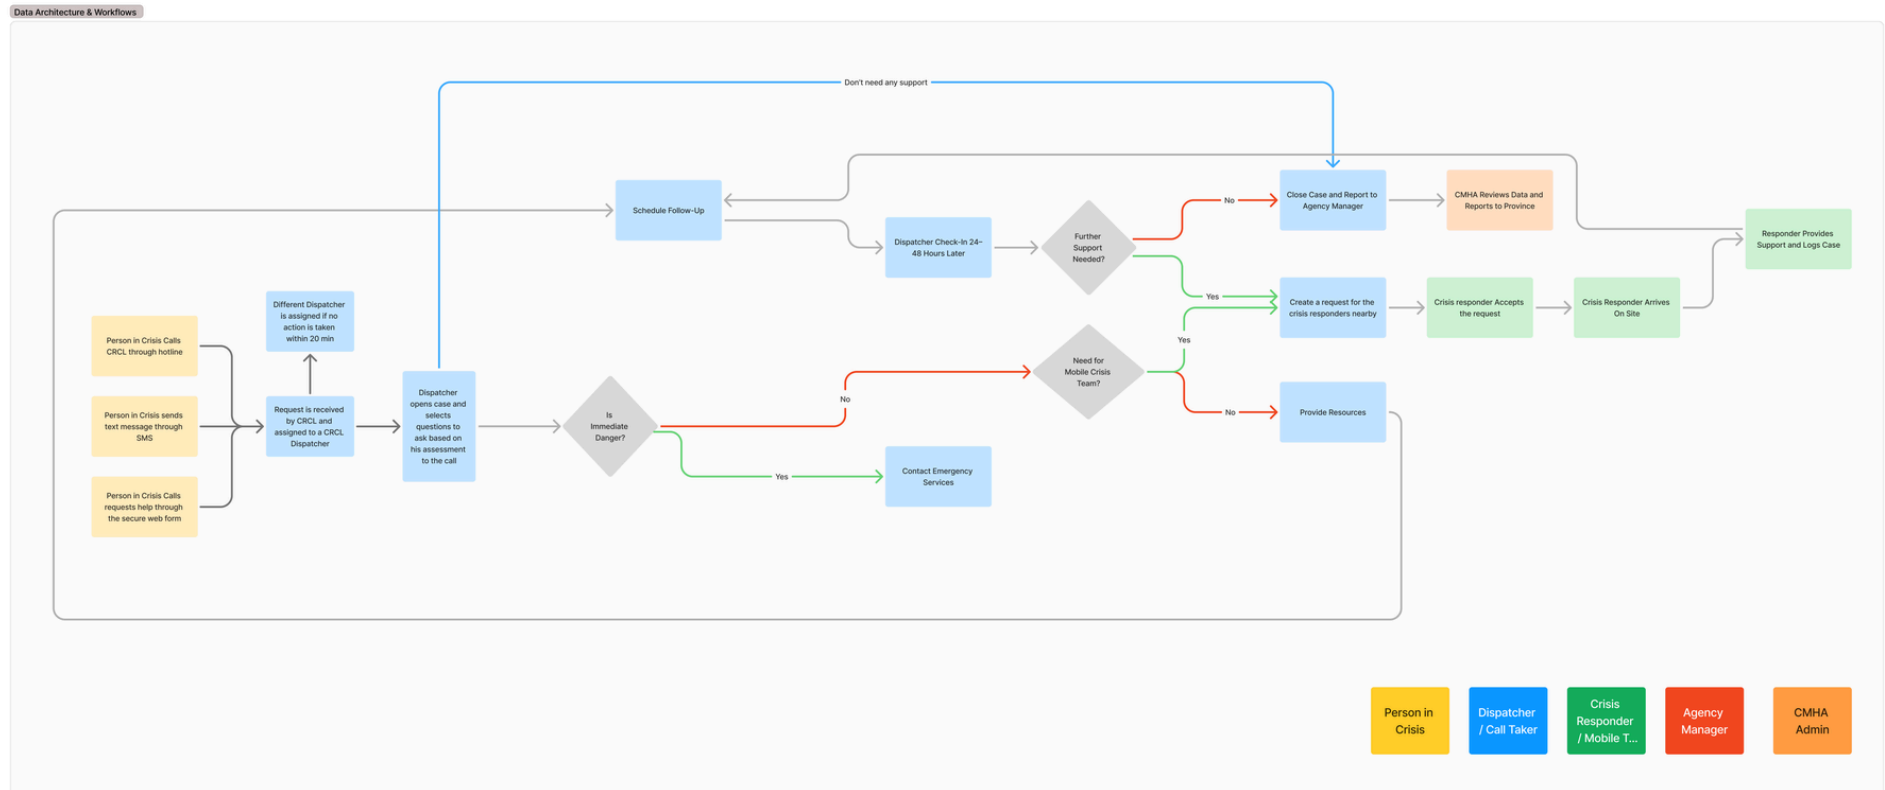 Data Architecture & Workflows
Don't need any support
Schedule Follow-Up
Dispatcher Check-In 24–
48 Hours Later
Further
Support
Needed?
No
Yes
Close Case and Report to
Agency Manager
CMHA Reviews Data and
Reports to Province
Responder Provides
Support and Logs Case
Create a request for the
crisis responders nearby
Crisis responder Accepts
the request
Crisis Responder Arrives
On Site
Person in Crisis Calls
CRCL through hotline
Person in Crisis sends
text message through
SMS
Person in Crisis Calls
requests help through
the secure web form
Different Dispatcher
is assigned if no
action is taken
within 20 min
Request is received
by CRCL and
assigned to a CRCL
Dispatcher
Dispatcher
opens case and
selects
questions to
ask based on
his assessment
to the call
Is
Immediate
Danger?
No
Yes
Contact Emergency
Services
Need for
Mobile Crisis
Team?
Yes
No
Provide Resources
Person in
Crisis
Dispatcher
/ Call Taker
Crisis
Responder
/ Mobile T...
Agency
Manager
CMHA
Admin